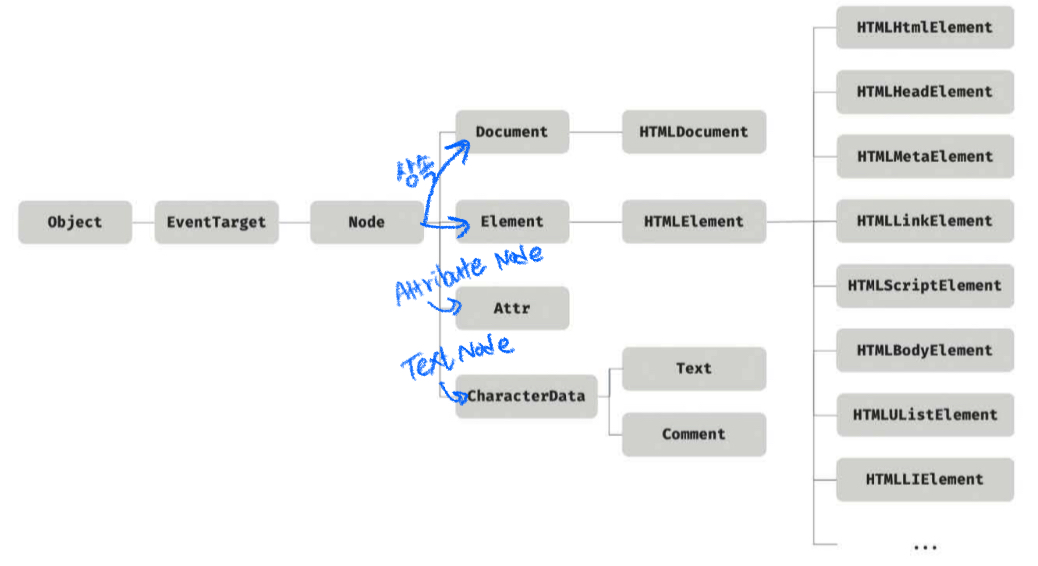 Object
EventTarget
Node
상속
Document
HTMLDocument
Element
HTMLElement
Attribute Node
Attr
Text Node
CharacterData
Text
Comment
HTMLHtmlElement
HTMLHeadElement
HTMLMetaElement
HTMLLinkElement
HTMLScriptElement
HTMLBodyElement
HTMLUListElement
HTMLLIElement
...